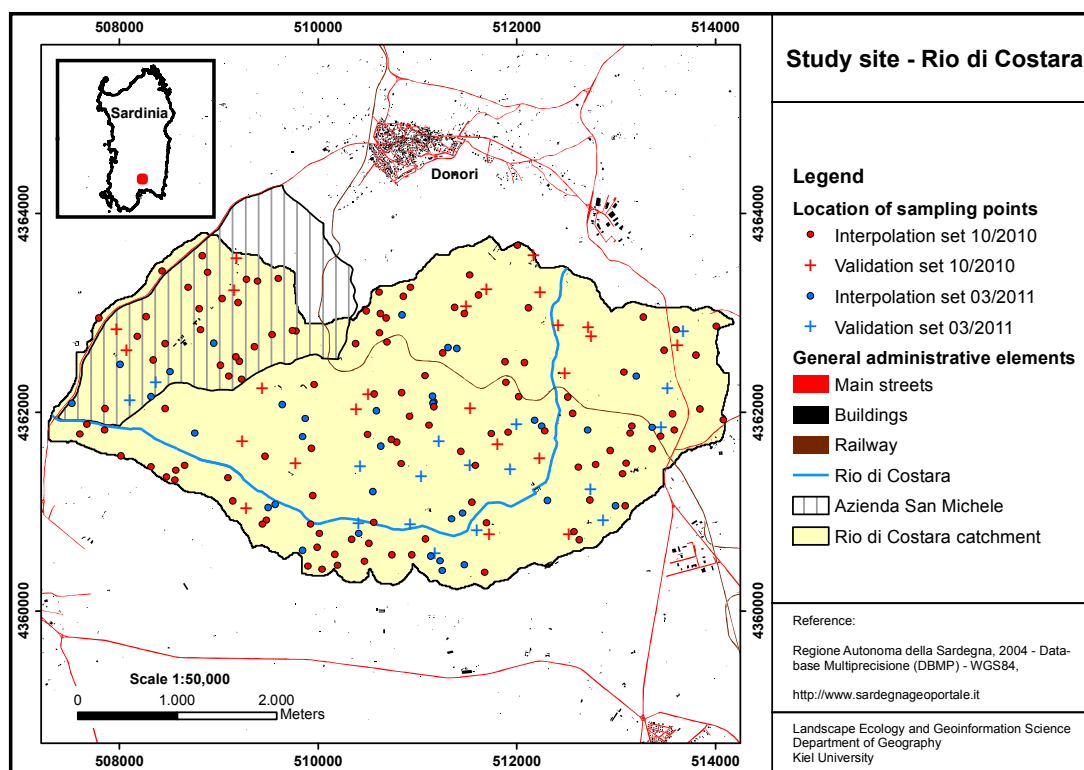 508000 510000 512000 514000
Sardinia
Donori
4364000 4364000
4362000 4362000
4360000 4360000
Scale 1:50,000
0 1.000 2.000
Meters
508000 510000 512000 514000
Study site - Rio di Costara
Legend
Location of sampling points
Interpolation set 10/2010
Validation set 10/2010
Interpolation set 03/2011
Validation set 03/2011
General administrative elements
Main streets
Buildings
Railway
Rio di Costara
Azienda San Michele
Rio di Costara catchment
Reference:
Regione Autonoma della Sardegna, 2004 - Data-
base Multiprecisione (DBMP) - WGS84,
http://www.sardegnageoportale.it
Landscape Ecology and Geoinformation Science
Department of Geography
Kiel University